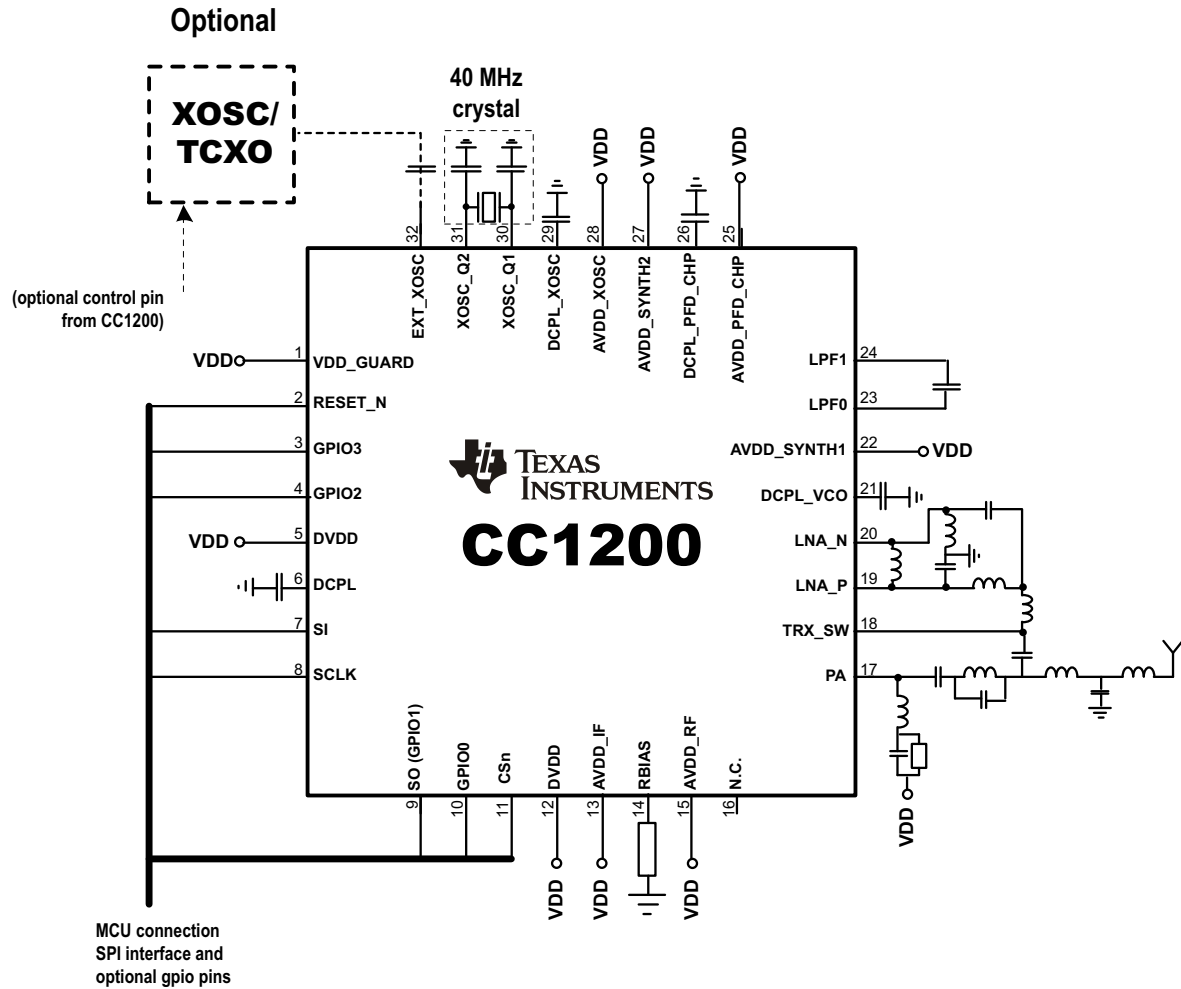 Optional
XOSC/
TCXO
40 MHz
crystal
VDD
VDD
VDD
32
31
30
29
28
27
26
25
EXT_XOSC
XOSC_Q2
XOSC_Q1
DCPL_XOSC
AVDD_XOSC
AVDD_SYNTH2
DCPL_PFD_CHP
AVDD_PFD_CHP
(optional control pin
from CC1200)
VDD
1
VDD_GUARD
2
RESET_N
3
GPIO3
4
GPIO2
VDD
5
DVDD
6
DCPL
7
SI
8
SCLK
TEXAS
INSTRUMENTS
CC1200
LPF1
24
LPF0
23
AVDD_SYNTH1
22
VDD
DCPL_VCO
21
LNA_N
20
LNA_P
19
TRX_SW
18
PA
17
VDD
SO (GPIO1)
GPIO0
CSn
DVDD
AVDD_IF
RBIAS
AVDD_RF
N.C.
9
10
11
12
13
14
15
16
VDD
VDD
VDD
MCU connection
SPI interface and
optional gpio pins